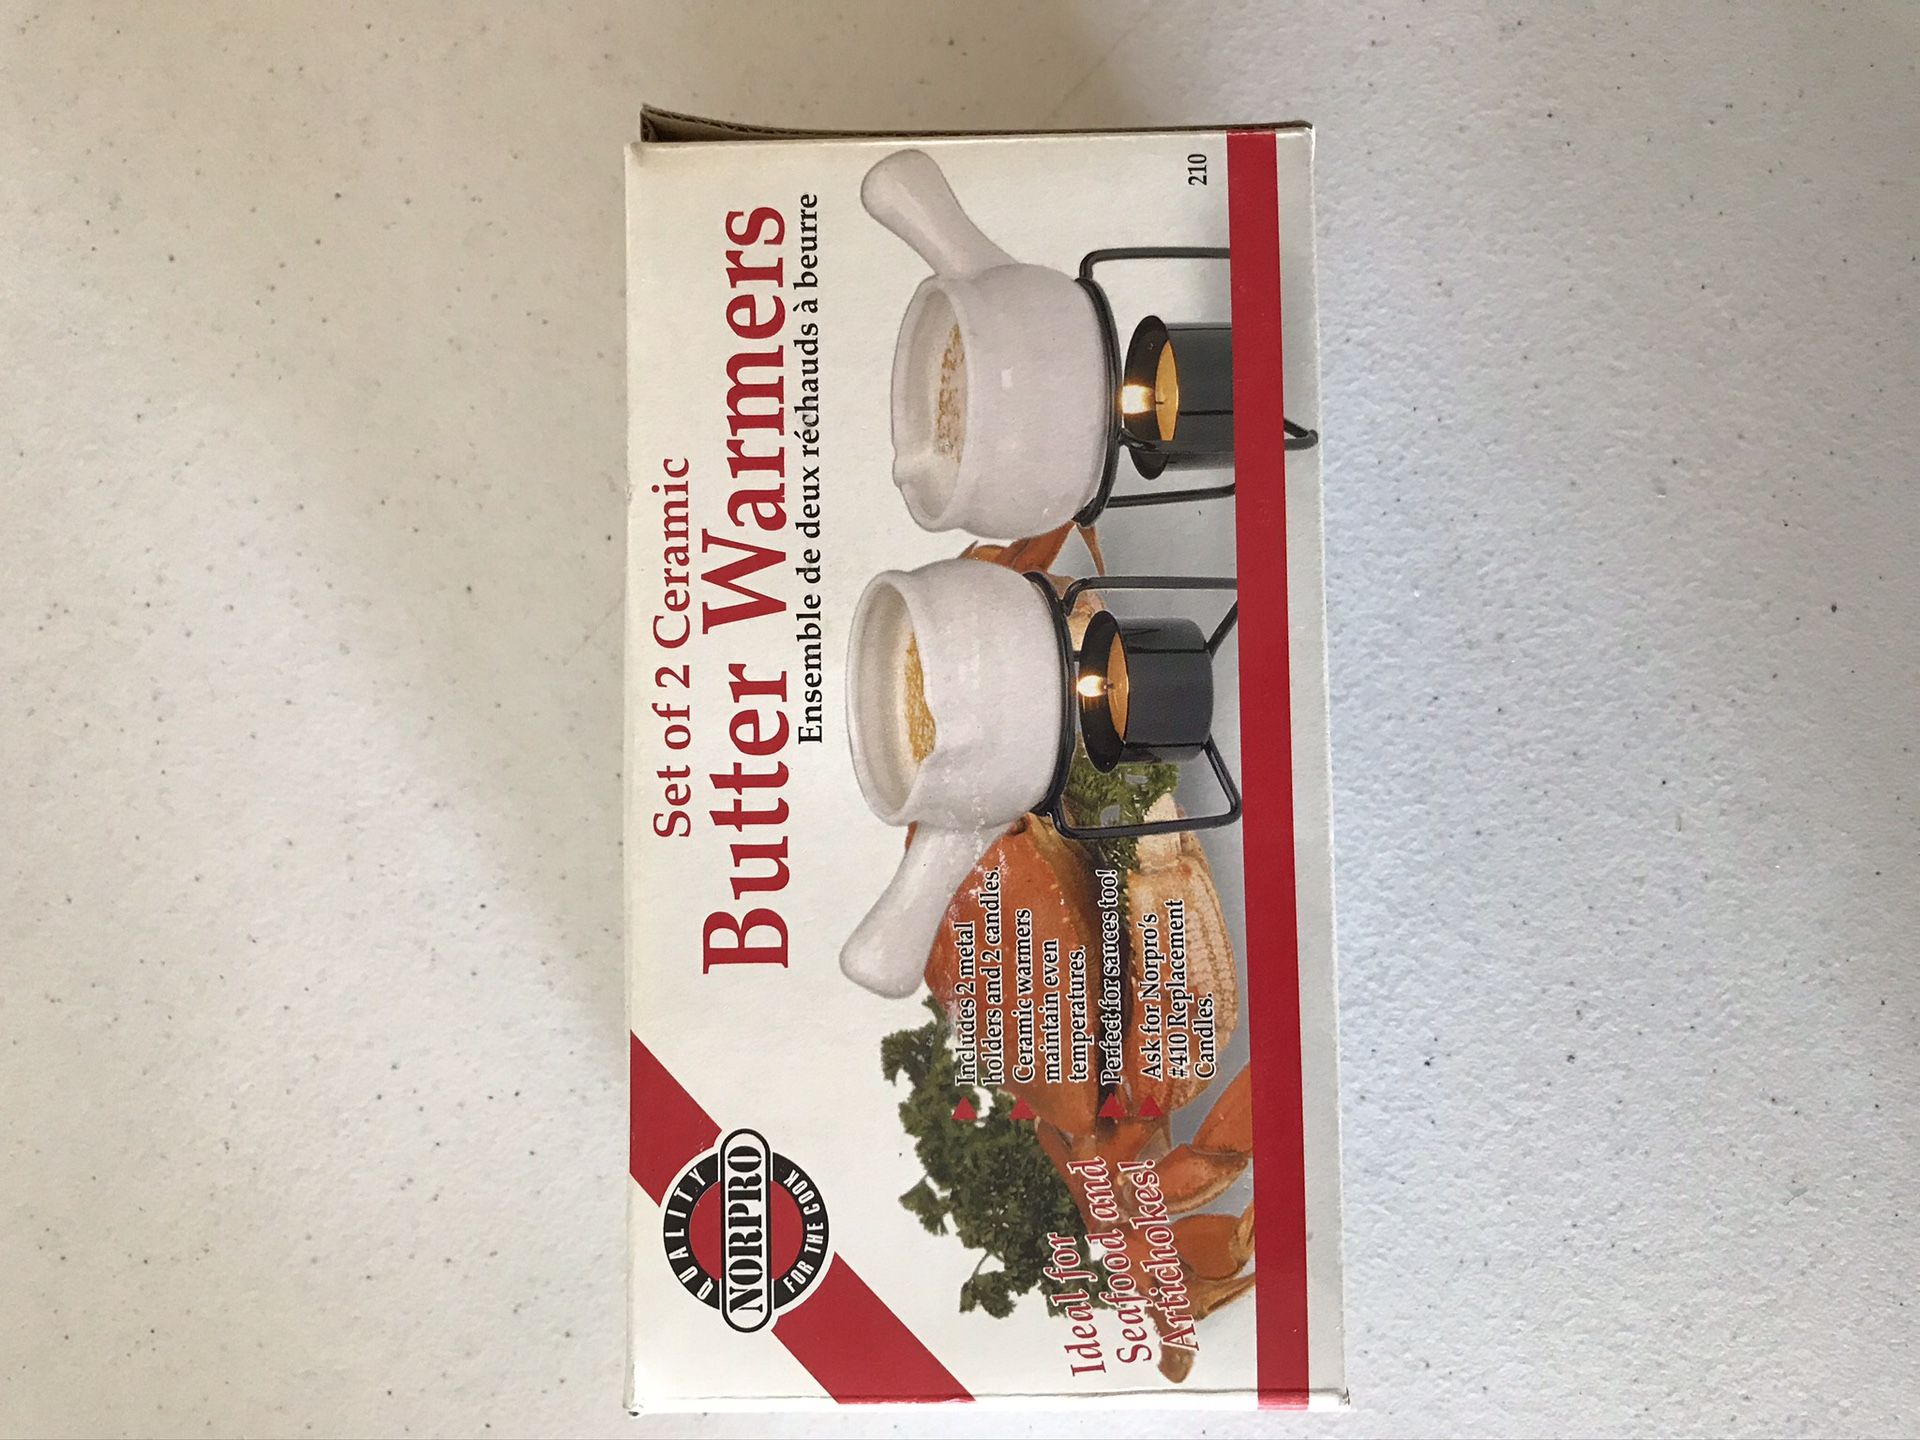 QUALITY
NORPRO
FOR THE COOK
Set of 2 Ceramic
Butter Warmers
Ensemble de deux réchauds à beurre
Includes 2 metal
holders and 2 candles.
Ceramic warmers
maintain even
temperatures.
Perfect for sauces too!
Ask for Norpro's
#410 Replacement
Candles.
Ideal for
Seafood and
Artichokes!
210